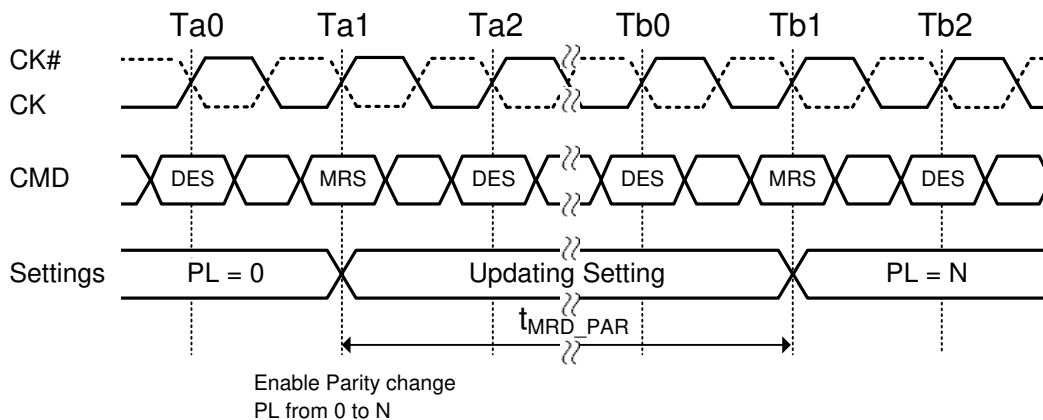 Ta0 Ta1 Ta2 Tb0 Tb1 Tb2
CK#
CK
CMD DES MRS DES DES MRS DES
Settings PL = 0 Updating Setting PL = N
tMRD_PAR
Enable Parity change
PL from 0 to N